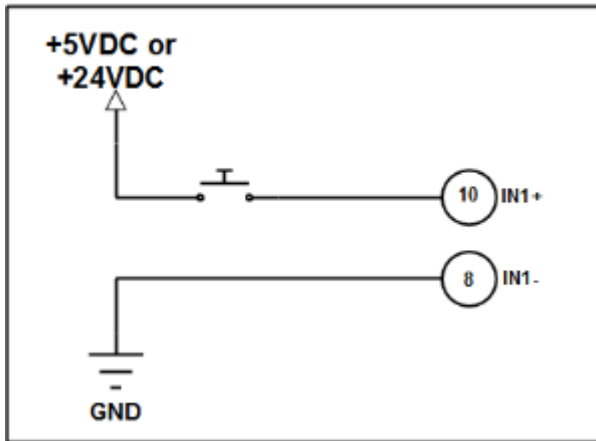 +5VDC or
+24VDC
10 IN1+
8 IN1-
GND